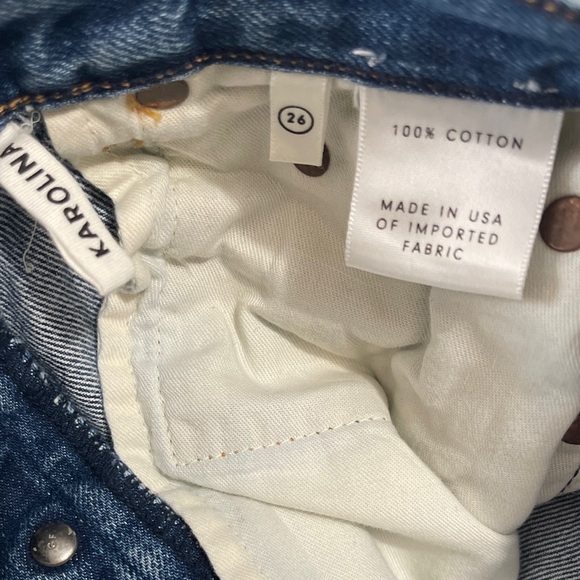 KAROLINA
26
100% COTTON
MADE IN USA
OF IMPORTED
FABRIC